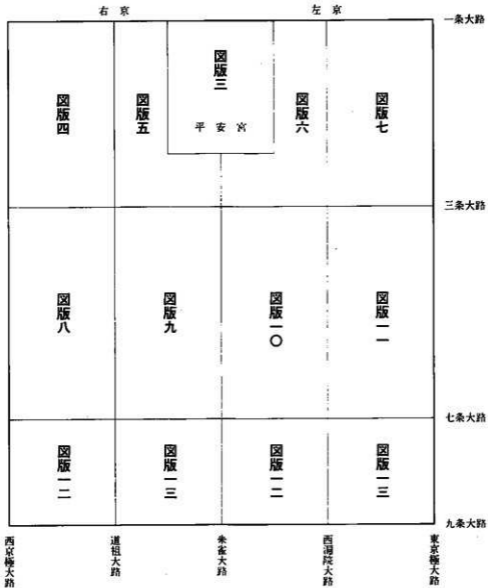 右京
左京
一条大路
図版三
図版四
図版五
平安宮
図版六
図版七
三条大路
図版八
図版九
図版一〇
図版一一
七条大路
図版一二
図版一三
図版一二
図版一三
九条大路
西京極大路
道祖大路
朱雀大路
西洞院大路
東京極大路